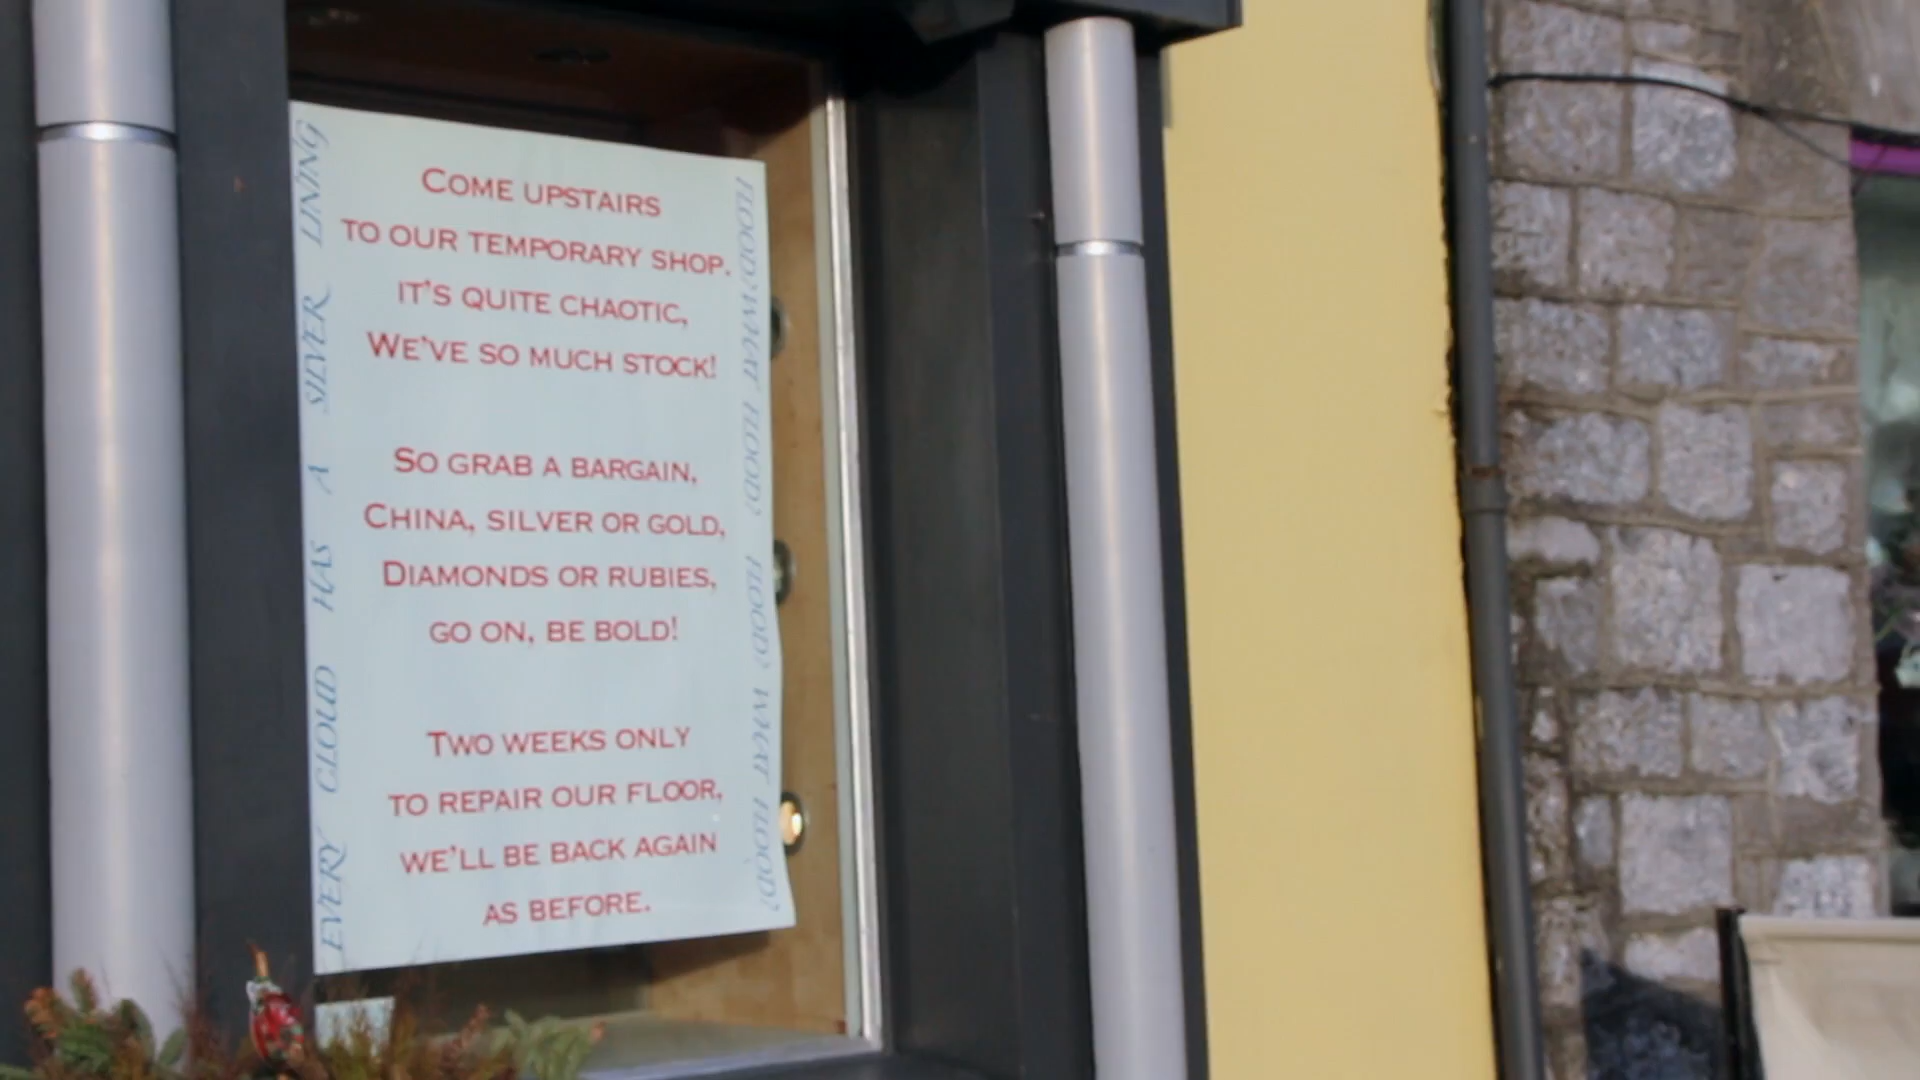 COME UPSTAIRS
TO OUR TEMPORARY SHOP.
IT'S QUITE CHAOTIC,
WE'VE SO MUCH STOCK!
SO GRAB A BARGAIN,
CHINA, SILVER OR GOLD,
DIAMONDS OR RUBIES,
GO ON, BE BOLD!
TWO WEEKS ONLY
TO REPAIR OUR FLOOR,
WE'LL BE BACK AGAIN
AS BEFORE.
EVERY CLOUD HAS A SILVER LINING
FLOOD? WHAT FLOOD? FLOOD? WHAT FLOOD?